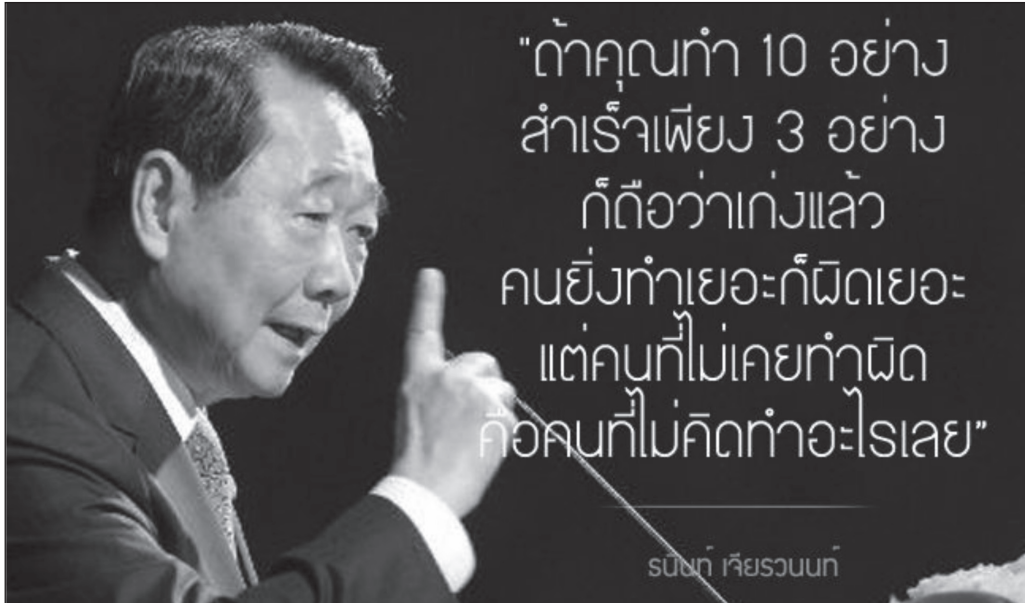 "ถ้าคุณทำ 10 อย่าง
สำเร็จเพียง 3 อย่าง
ก็ถือว่าเก่งแล้ว
คนยิ่งทำเยอะก็ผิดเยอะ
แต่คนที่ไม่เคยทำผิด
คือคนที่ไม่คิดทำอะไรเลย"
ธนินท์ เจียรวนนท์